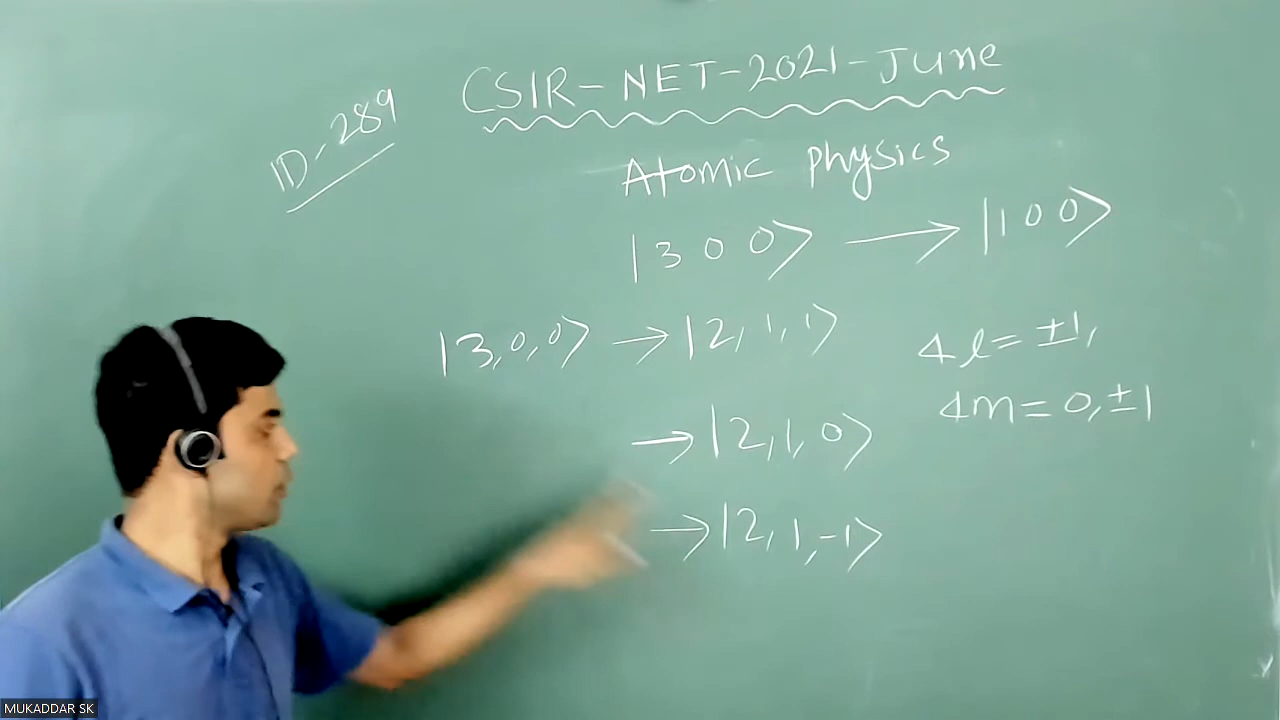 CSIR-NET-2021-June
ID-289
Atomic physics
|3 0 0⟩ → |1 0 0⟩
|3,0,0⟩ → |2,1,1⟩ Δl = ±1,
→ |2,1,0⟩ Δm = 0,±1
→ |2,1,-1⟩
MUKADDAR SK